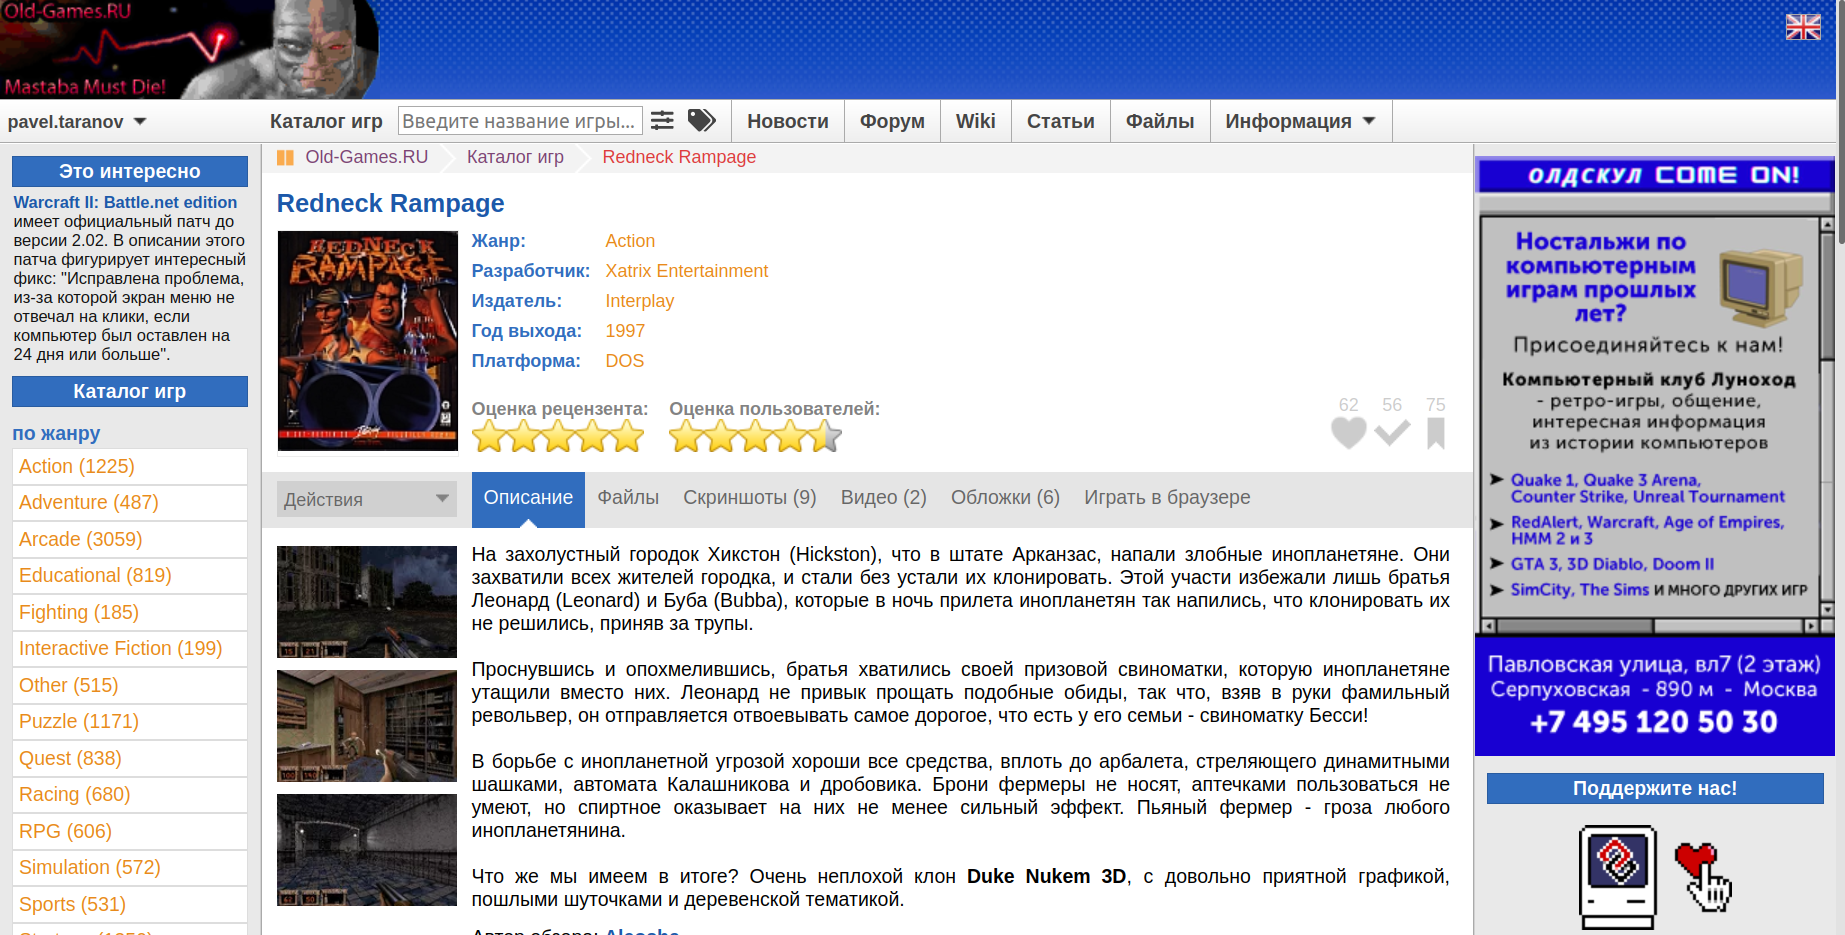 Old-Games.RU
Mastaba Must Die!
pavel.taranov
Каталог игр
Введите название игры...
Новости
Форум
Wiki
Статьи
Файлы
Информация
Это интересно
Warcraft II: Battle.net edition
имеет официальный патч до
версии 2.02. В описании этого
патча фигурирует интересный
фикс: "Исправлена проблема,
из-за которой экран меню не
отвечал на клики, если
компьютер был оставлен на
24 дня или больше".
Каталог игр
по жанру
Action (1225)
Adventure (487)
Arcade (3059)
Educational (819)
Fighting (185)
Interactive Fiction (199)
Other (515)
Puzzle (1171)
Quest (838)
Racing (680)
RPG (606)
Simulation (572)
Sports (531)
Old-Games.RU
Каталог игр
Redneck Rampage
Redneck Rampage
REDNECK
RAMPAGE
Жанр: Action
Разработчик: Xatrix Entertainment
Издатель: Interplay
Год выхода: 1997
Платформа: DOS
Оценка рецензента:
Оценка пользователей:
62 56 75
Действия
Описание
Файлы
Скриншоты (9)
Видео (2)
Обложки (6)
Играть в браузере
На захолустный городок Хикстон (Hickston), что в штате Арканзас, напали злобные инопланетяне. Они
захватили всех жителей городка, и стали без устали их клонировать. Этой участи избежали лишь братья
Леонард (Leonard) и Буба (Bubba), которые в ночь прилета инопланетян так напились, что клонировать их
не решились, приняв за трупы.
Проснувшись и опохмелившись, братья хватились своей призовой свиноматки, которую инопланетяне
утащили вместо них. Леонард не привык прощать подобные обиды, так что, взяв в руки фамильный
револьвер, он отправляется отвоевывать самое дорогое, что есть у его семьи - свиноматку Бесси!
В борьбе с инопланетной угрозой хороши все средства, вплоть до арбалета, стреляющего динамитными
шашками, автомата Калашникова и дробовика. Брони фермеры не носят, аптечками пользоваться не
умеют, но спиртное оказывает на них не менее сильный эффект. Пьяный фермер - гроза любого
инопланетянина.
Что же мы имеем в итоге? Очень неплохой клон Duke Nukem 3D, с довольно приятной графикой,
пошлыми шуточками и деревенской тематикой.
ОЛДСКУЛ COME ON!
Ностальжи по
компьютерным
играм прошлых
лет?
Присоединяйтесь к нам!
Компьютерный клуб Луноход
- ретро-игры, общение,
интересная информация
из истории компьютеров
Quake 1, Quake 3 Arena,
Counter Strike, Unreal Tournament
RedAlert, Warcraft, Age of Empires,
HMM 2 и 3
GTA 3, 3D Diablo, Doom II
SimCity, The Sims И МНОГО ДРУГИХ ИГР
Павловская улица, вл7 (2 этаж)
Серпуховская - 890 м - Москва
+7 495 120 50 30
Поддержите нас!